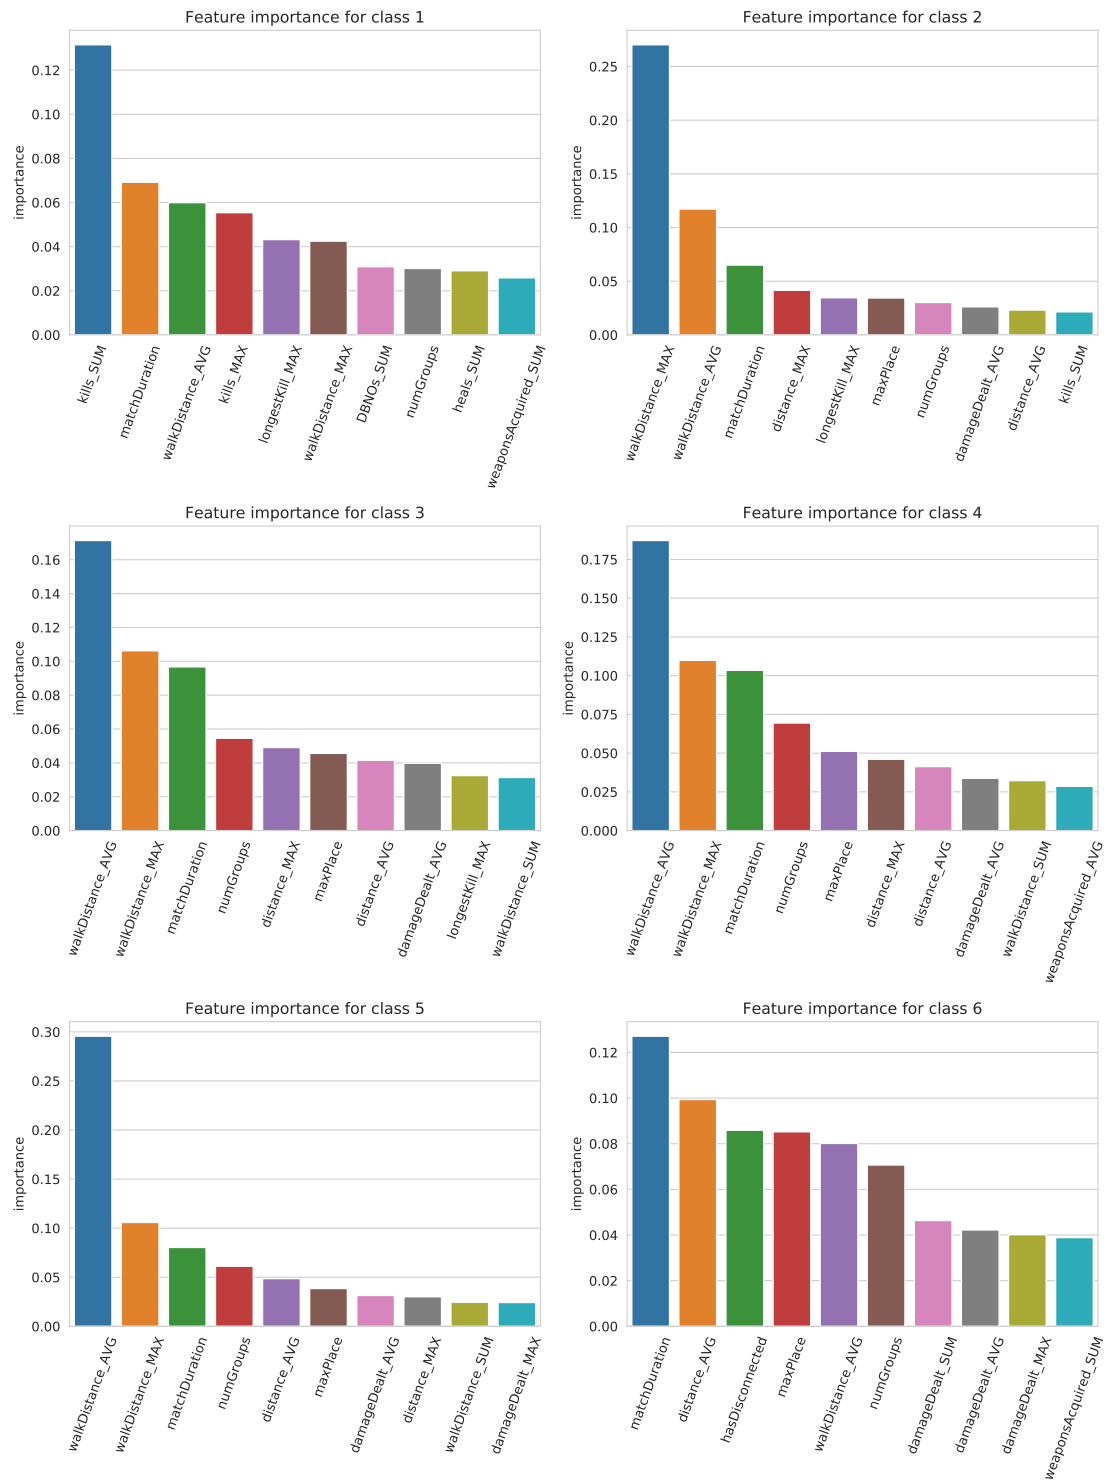 Feature importance for class 1
importance
0.12
0.10
0.08
0.06
0.04
0.02
0.00
kills_SUM
matchDuration
walkDistance_AVG
kills_MAX
longestKill_MAX
walkDistance_MAX
DBNOs_SUM
numGroups
heals_SUM
weaponsAcquired_SUM
Feature importance for class 2
importance
0.25
0.20
0.15
0.10
0.05
0.00
walkDistance_MAX
walkDistance_AVG
matchDuration
distance_MAX
longestKill_MAX
maxPlace
numGroups
damageDealt_AVG
distance_AVG
kills_SUM
Feature importance for class 3
importance
0.16
0.14
0.12
0.10
0.08
0.06
0.04
0.02
0.00
walkDistance_AVG
walkDistance_MAX
matchDuration
numGroups
distance_MAX
maxPlace
distance_AVG
damageDealt_AVG
longestKill_MAX
walkDistance_SUM
Feature importance for class 4
importance
0.175
0.150
0.125
0.100
0.075
0.050
0.025
0.000
walkDistance_AVG
walkDistance_MAX
matchDuration
numGroups
maxPlace
distance_MAX
distance_AVG
damageDealt_AVG
walkDistance_SUM
weaponsAcquired_AVG
Feature importance for class 5
importance
0.30
0.25
0.20
0.15
0.10
0.05
0.00
walkDistance_AVG
walkDistance_MAX
matchDuration
numGroups
distance_AVG
maxPlace
damageDealt_AVG
distance_MAX
walkDistance_SUM
damageDealt_MAX
Feature importance for class 6
importance
0.12
0.10
0.08
0.06
0.04
0.02
0.00
matchDuration
distance_AVG
hasDisconnected
maxPlace
walkDistance_AVG
numGroups
damageDealt_SUM
damageDealt_AVG
damageDealt_MAX
weaponsAcquired_SUM